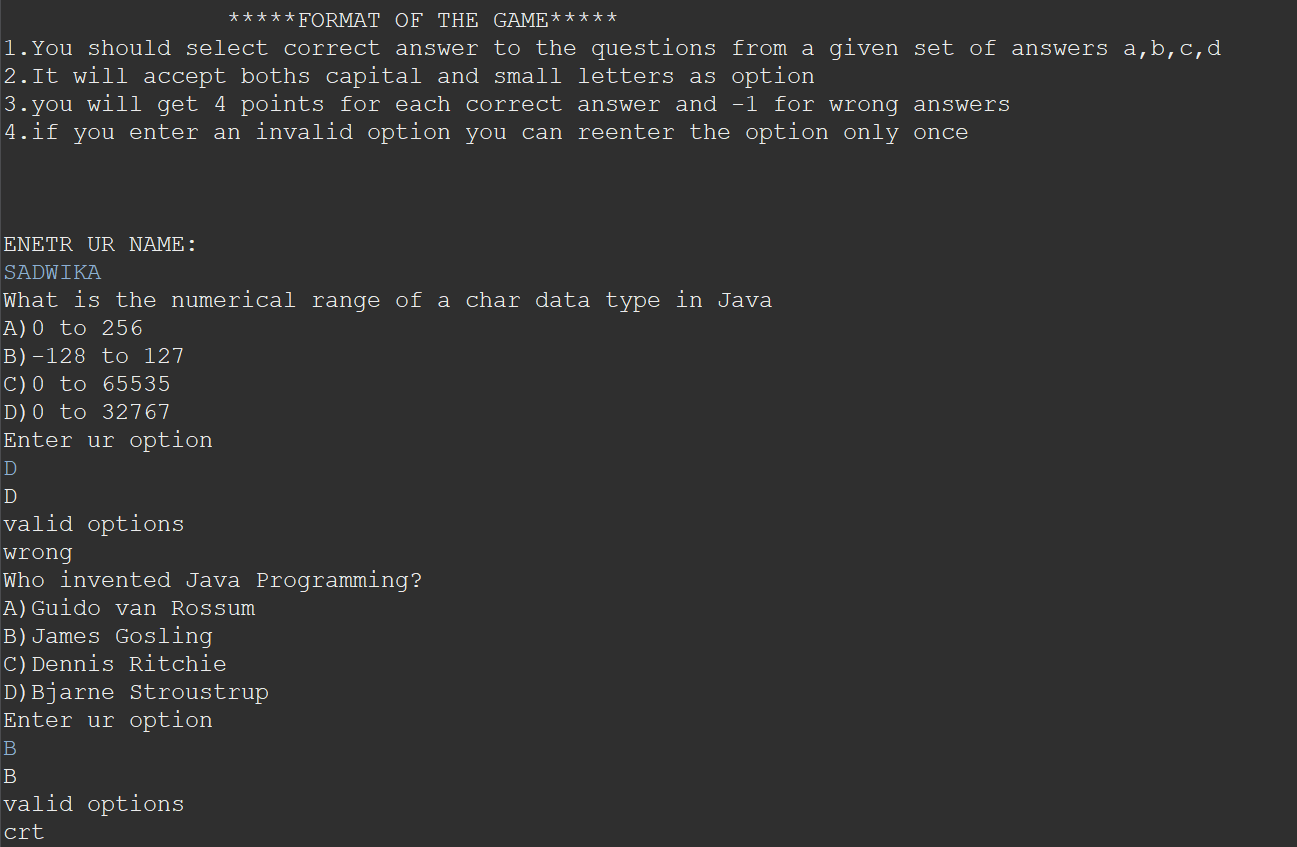 *****FORMAT OF THE GAME*****
1.You should select correct answer to the questions from a given set of answers a,b,c,d
2.It will accept boths capital and small letters as option
3.you will get 4 points for each correct answer and -1 for wrong answers
4.if you enter an invalid option you can reenter the option only once
ENETR UR NAME:
SADWIKA
What is the numerical range of a char data type in Java
A)0 to 256
B)-128 to 127
C)0 to 65535
D)0 to 32767
Enter ur option
D
D
valid options
wrong
Who invented Java Programming?
A)Guido van Rossum
B)James Gosling
C)Dennis Ritchie
D)Bjarne Stroustrup
Enter ur option
B
B
valid options
crt